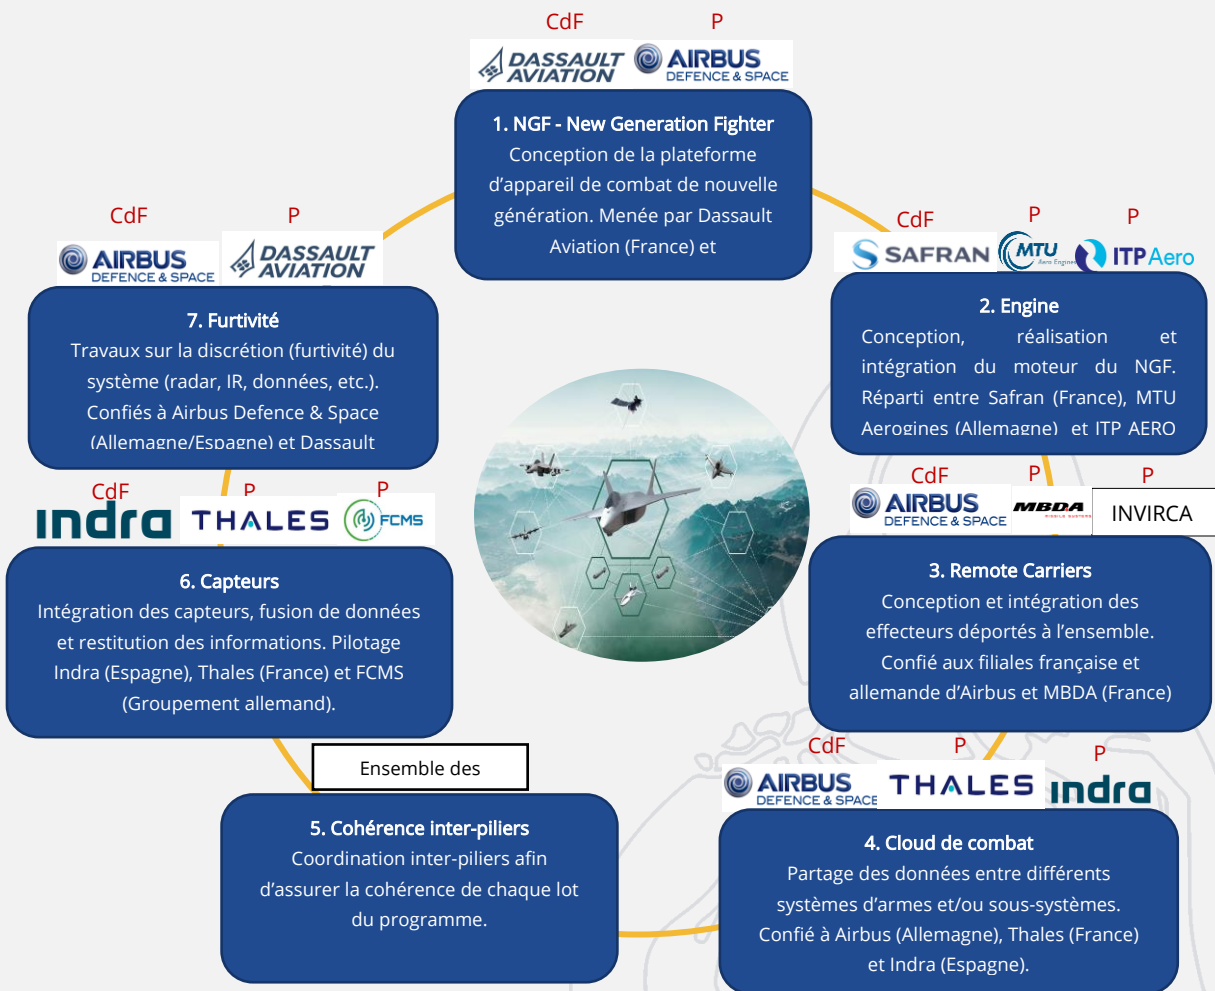 CdF P
DASSAULT AVIATION AIRBUS DEFENCE & SPACE
1. NGF - New Generation Fighter
Conception de la plateforme
d'appareil de combat de nouvelle
génération. Menée par Dassault
Aviation (France) et
CdF P P
SAFRAN MTU Aero Engines ITP Aero
2. Engine
Conception, réalisation et
intégration du moteur du NGF.
Réparti entre Safran (France), MTU
Aerogines (Allemagne) et ITP AERO
CdF P P
AIRBUS DEFENCE & SPACE MBDA MISSILE SYSTEMS INVIRCA
3. Remote Carriers
Conception et intégration des
effecteurs déportés à l'ensemble.
Confié aux filiales française et
allemande d'Airbus et MBDA (France)
CdF P P
AIRBUS DEFENCE & SPACE THALES indra
4. Cloud de combat
Partage des données entre différents
systèmes d'armes et/ou sous-systèmes.
Confié à Airbus (Allemagne), Thales (France)
et Indra (Espagne).
Ensemble des
5. Cohérence inter-piliers
Coordination inter-piliers afin
d'assurer la cohérence de chaque lot
du programme.
CdF P P
indra THALES FCMS
6. Capteurs
Intégration des capteurs, fusion de données
et restitution des informations. Pilotage
Indra (Espagne), Thales (France) et FCMS
(Groupement allemand).
CdF P
AIRBUS DEFENCE & SPACE DASSAULT AVIATION
7. Furtivité
Travaux sur la discrétion (furtivité) du
système (radar, IR, données, etc.).
Confiés à Airbus Defence & Space
(Allemagne/Espagne) et Dassault